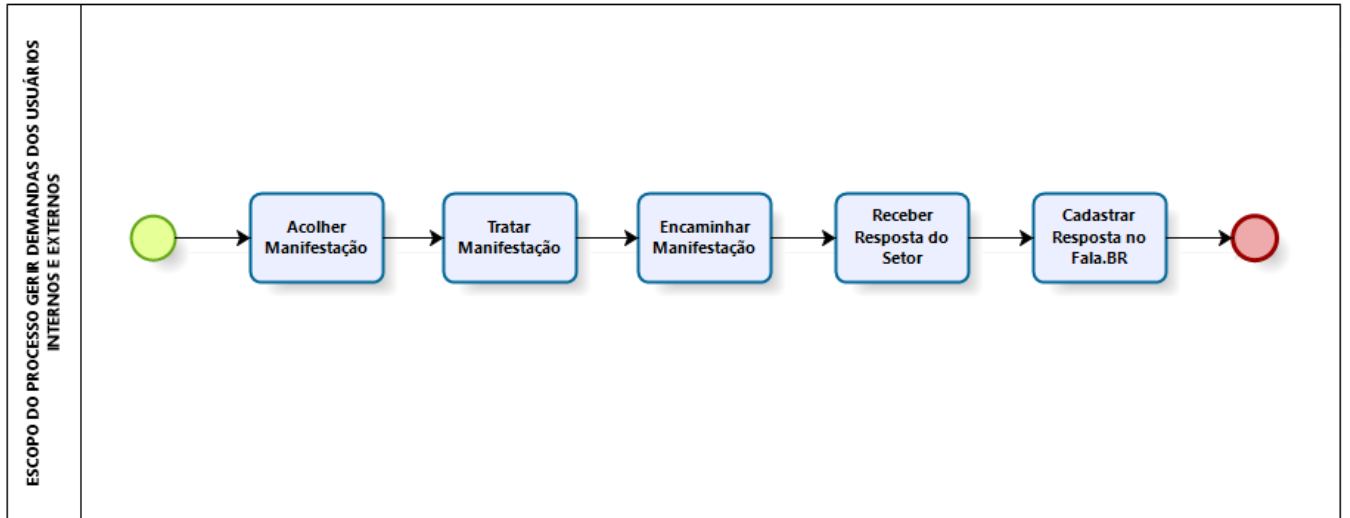 ESCOPO DO PROCESSO GERIR DEMANDAS DOS USUÁRIOS
INTERNOS E EXTERNOS
Acolher
Manifestação
Tratar
Manifestação
Encaminhar
Manifestação
Receber
Resposta do
Setor
Cadastrar
Resposta no
Fala.BR